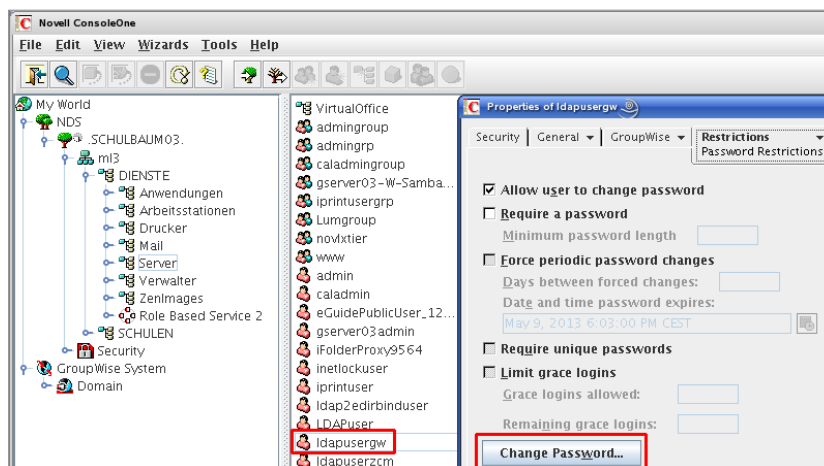 Novell ConsoleOne
File Edit View Wizards Tools Help
My World
NDS
.SCHULBAUM03.
ml3
DIENSTE
Anwendungen
Arbeitsstationen
Drucker
Mail
Server
Verwalter
ZenImages
Role Based Service 2
SCHULEN
Security
GroupWise System
Domain
VirtualOffice
admingroup
admingrp
caladmingroup
gserver03-W-Samba...
iprintusergrp
Lumgroup
novlxtier
www
admin
caladmin
eGuidePublicUser_12...
gserver03admin
iFolderProxy9564
inetlockuser
iprintuser
ldap2edirbinduser
LDAPuser
ldapusergw
ldapuserzcm
Properties of ldapusergw
Security General GroupWise Restrictions
Password Restrictions
Allow user to change password
Require a password
Minimum password length
Force periodic password changes
Days between forced changes:
Date and time password expires:
May 9, 2013 6:03:00 PM CEST
Require unique passwords
Limit grace logins
Grace logins allowed:
Remaining grace logins:
Change Password...